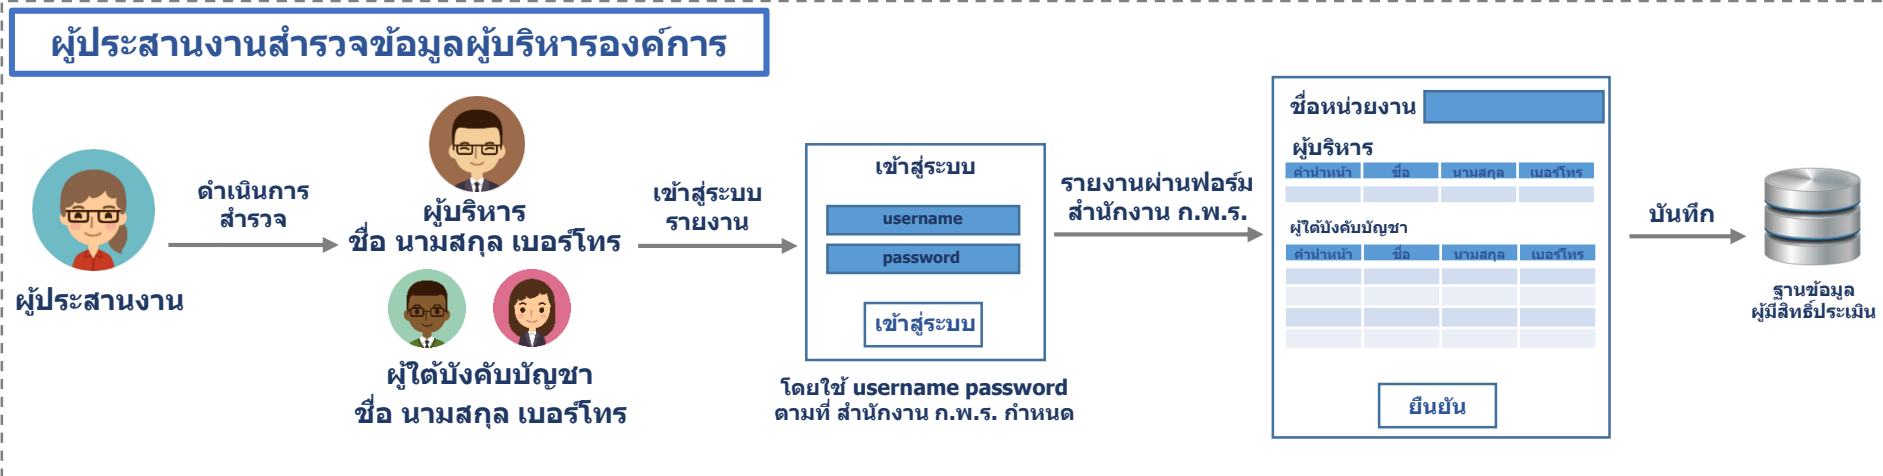 ผู้ประสานงานสำรวจข้อมูลผู้บริหารองค์การ
ผู้ประสานงาน
ดำเนินการ
สำรวจ
ผู้บริหาร
ชื่อ นามสกุล เบอร์โทร
ผู้ใต้บังคับบัญชา
ชื่อ นามสกุล เบอร์โทร
เข้าสู่ระบบ
รายงาน
เข้าสู่ระบบ
username
password
เข้าสู่ระบบ
โดยใช้ username password
ตามที่ สำนักงาน ก.พ.ร. กำหนด
รายงานผ่านฟอร์ม
สำนักงาน ก.พ.ร.
ชื่อหน่วยงาน
ผู้บริหาร
คำนำหน้า ชื่อ นามสกุล เบอร์โทร
ผู้ใต้บังคับบัญชา
คำนำหน้า ชื่อ นามสกุล เบอร์โทร
ยืนยัน
บันทึก
ฐานข้อมูล
ผู้มีสิทธิ์ประเมิน